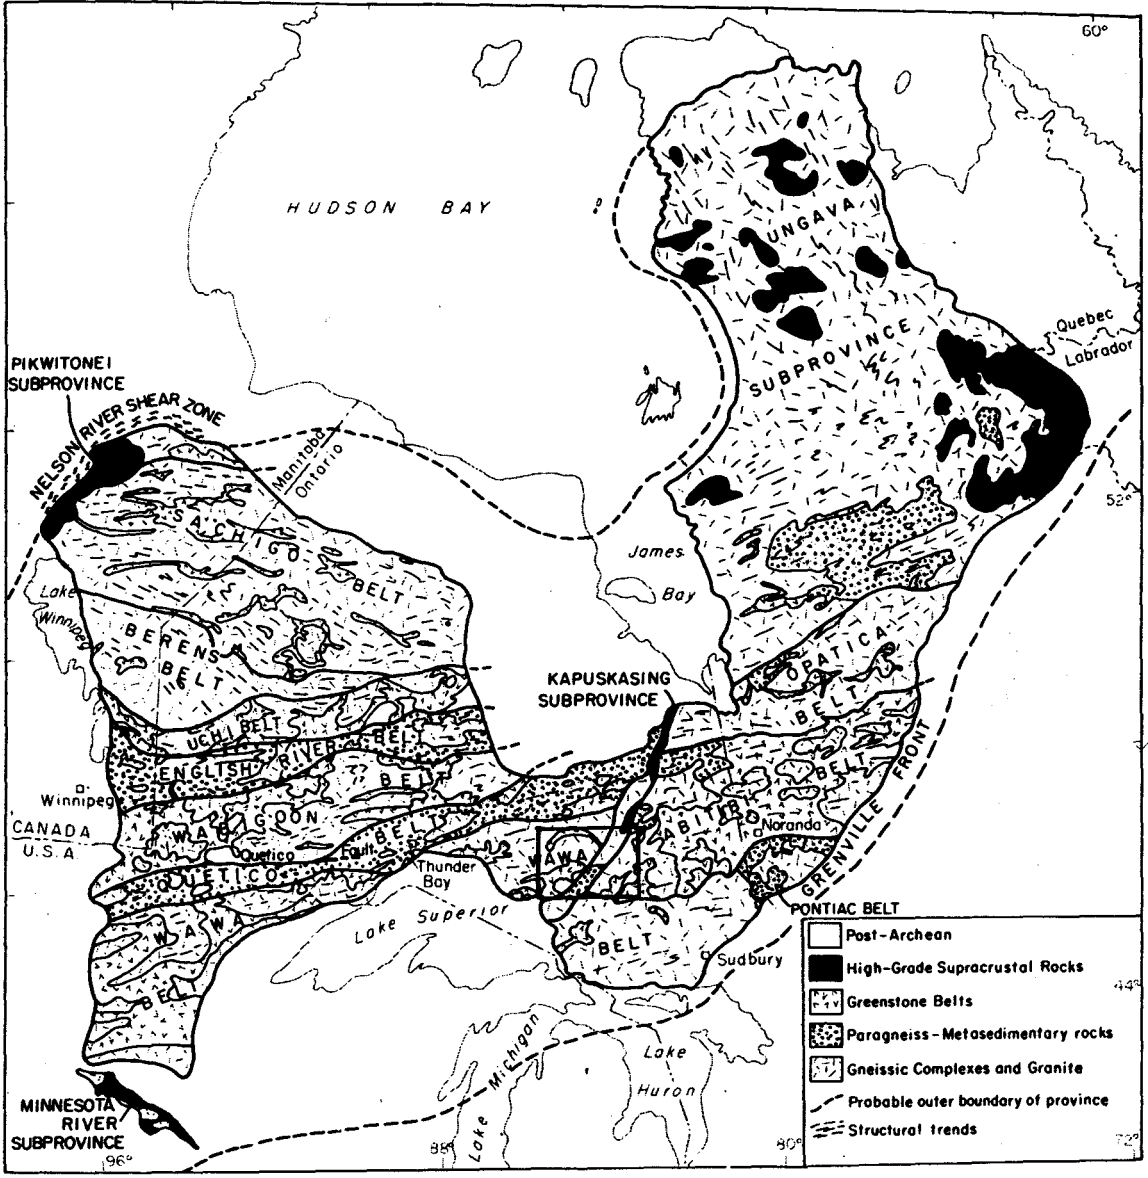 60°
HUDSON BAY
UNGAVA
SUBPROVINCE
Quebec
Labrador
PIKWITONEI
SUBPROVINCE
NELSON RIVER SHEAR ZONE
Manitoba
Ontario
52°
SACHIGO
BELT
James
Bay
Lake
Winnipeg
BERENS
BELT
OPATICA
BELT
KAPUSKASING
SUBPROVINCE
UCHI BELT
ENGLISH RIVER BELT
Winnipeg
WABIGOON BELT
ABITIBI BELT
Noranda
GRENVILLE FRONT
CANADA
U.S.A.
Quetico Fault
QUETICO BELT
Thunder
Bay
WAWA
WAWA
BELT
Lake Superior
BELT
Sudbury
PONTIAC BELT
Post-Archean
High-Grade Supracrustal Rocks
Greenstone Belts
Paragneiss-Metasedimentary rocks
Gneissic Complexes and Granite
Probable outer boundary of province
Structural trends
44°
Lake Michigan
Lake
Huron
MINNESOTA
RIVER
SUBPROVINCE
96°
88°
80°
72°